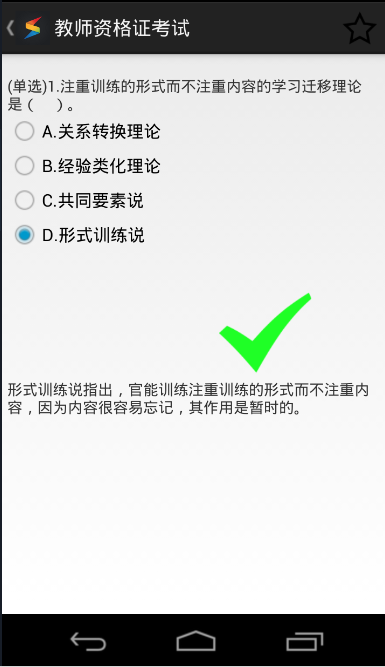 教师资格证考试
(单选)1.注重训练的形式而不注重内容的学习迁移理论
是（　）。
A.关系转换理论
B.经验类化理论
C.共同要素说
D.形式训练说
形式训练说指出，官能训练注重训练的形式而不注重内
容，因为内容很容易忘记，其作用是暂时的。